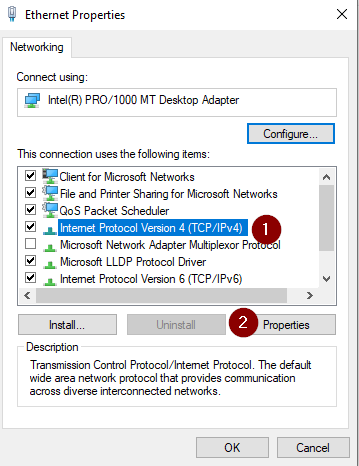 Ethernet Properties
Networking
Connect using:
Intel(R) PRO/1000 MT Desktop Adapter
Configure...
This connection uses the following items:
Client for Microsoft Networks
File and Printer Sharing for Microsoft Networks
QoS Packet Scheduler
Internet Protocol Version 4 (TCP/IPv4)
1
Microsoft Network Adapter Multiplexor Protocol
Microsoft LLDP Protocol Driver
Internet Protocol Version 6 (TCP/IPv6)
Install...
Uninstall
2
Properties
Description
Transmission Control Protocol/Internet Protocol. The default
wide area network protocol that provides communication
across diverse interconnected networks.
OK
Cancel